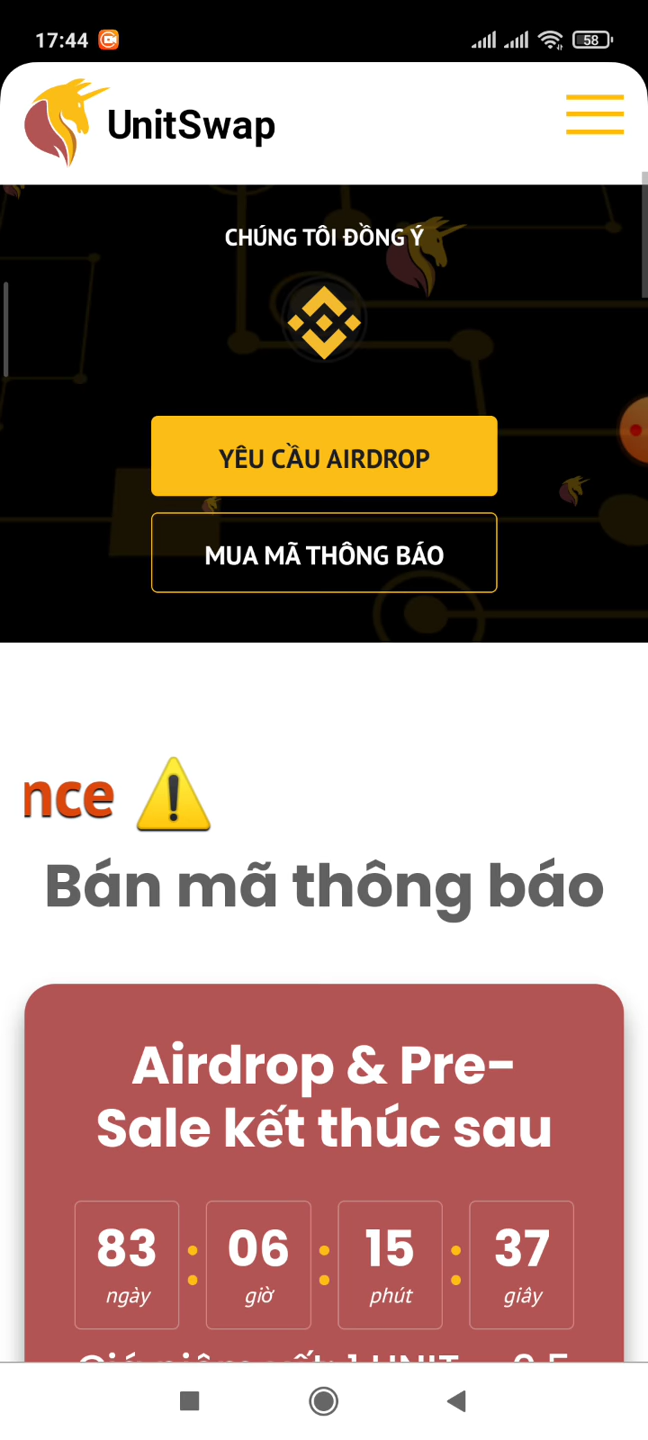 17:44
58
UnitSwap
CHÚNG TÔI ĐỒNG Ý
YÊU CẦU AIRDROP
MUA MÃ THÔNG BÁO
nce ⚠️
Bán mã thông báo
Airdrop & Pre-
Sale kết thúc sau
83 : 06 : 15 : 37
ngày giờ phút giây